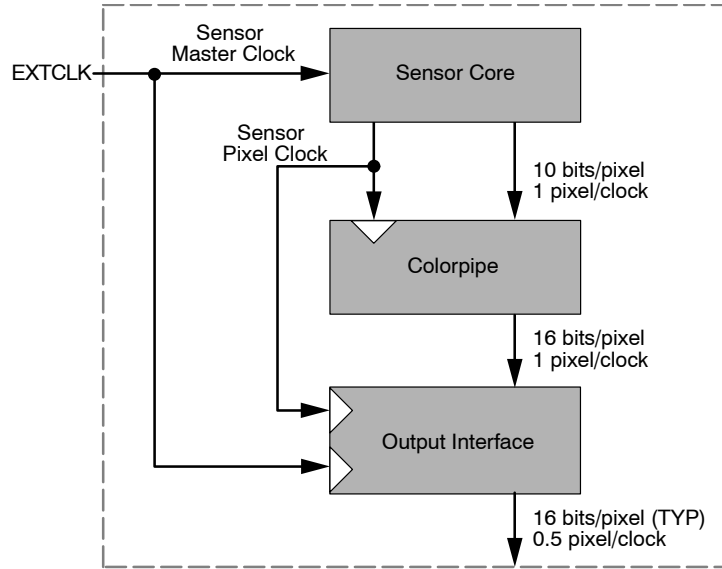 Sensor
Master Clock
EXTCLK
Sensor Core
Sensor
Pixel Clock
10 bits/pixel
1 pixel/clock
Colorpipe
16 bits/pixel
1 pixel/clock
Output Interface
16 bits/pixel (TYP)
0.5 pixel/clock